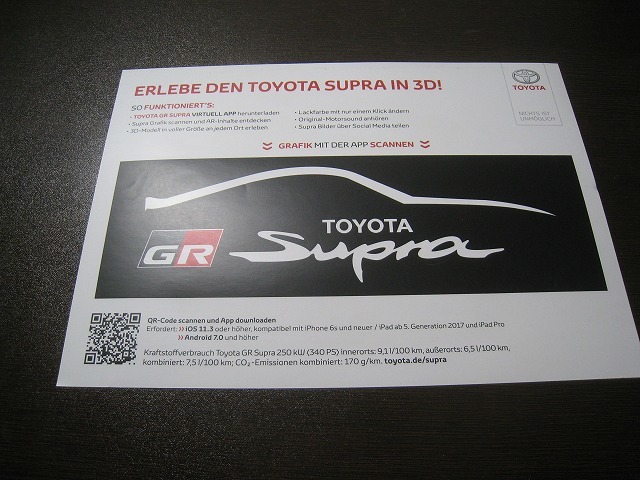 ERLEBE DEN TOYOTA SUPRA IN 3D!
TOYOTA
NICHTS IST
UNMÖGLICH
SO FUNKTIONIERT'S:
• TOYOTA GR SUPRA VIRTUELL APP herunterladen
• Supra Grafik scannen und AR-Inhalte entdecken
• 3D-Modell in voller Größe an jedem Ort erleben
• Lackfarbe mit nur einem Klick ändern
• Original-Motorsound anhören
• Supra Bilder über Social Media teilen
GRAFIK MIT DER APP SCANNEN
GR
TOYOTA
Supra
QR-Code scannen und App downloaden
Erfordert: iOS 11.3 oder höher, kompatibel mit iPhone 6s und neuer / iPad ab 5. Generation 2017 und iPad Pro
Android 7.0 und höher
Kraftstoffverbrauch Toyota GR Supra 250 kW (340 PS) innerorts: 9,1 l/100 km, außerorts: 6,5 l/100 km,
kombiniert: 7,5 l/100 km; CO₂-Emissionen kombiniert: 170 g/km. toyota.de/supra